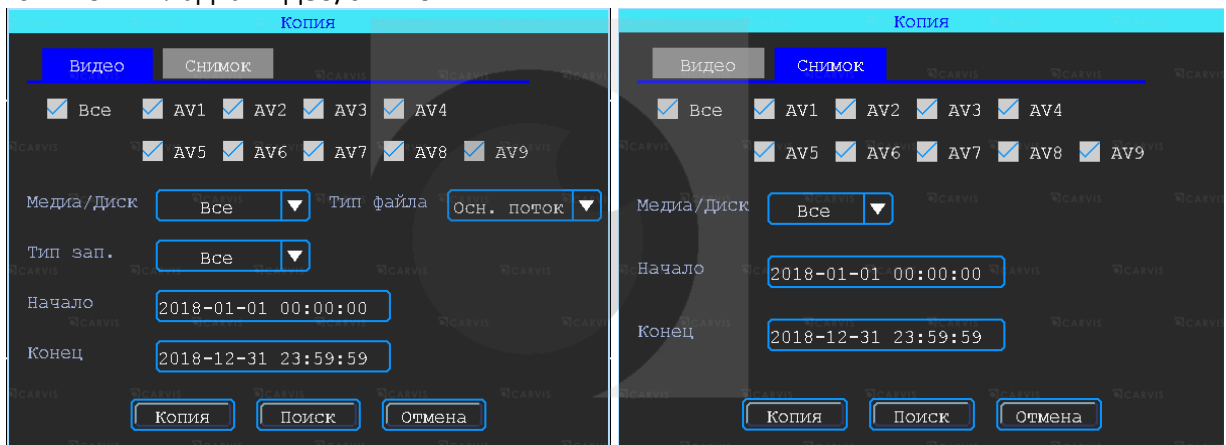 Копия
Видео Снимок
Все AV1 AV2 AV3 AV4
AV5 AV6 AV7 AV8 AV9
Медиа/Диск Все Тип файла Осн. поток
Тип зап. Все
Начало 2018-01-01 00:00:00
Конец 2018-12-31 23:59:59
Копия Поиск Отмена
Копия
Видео Снимок
Все AV1 AV2 AV3 AV4
AV5 AV6 AV7 AV8 AV9
Медиа/Диск Все
Начало 2018-01-01 00:00:00
Конец 2018-12-31 23:59:59
Копия Поиск Отмена
CARVIS